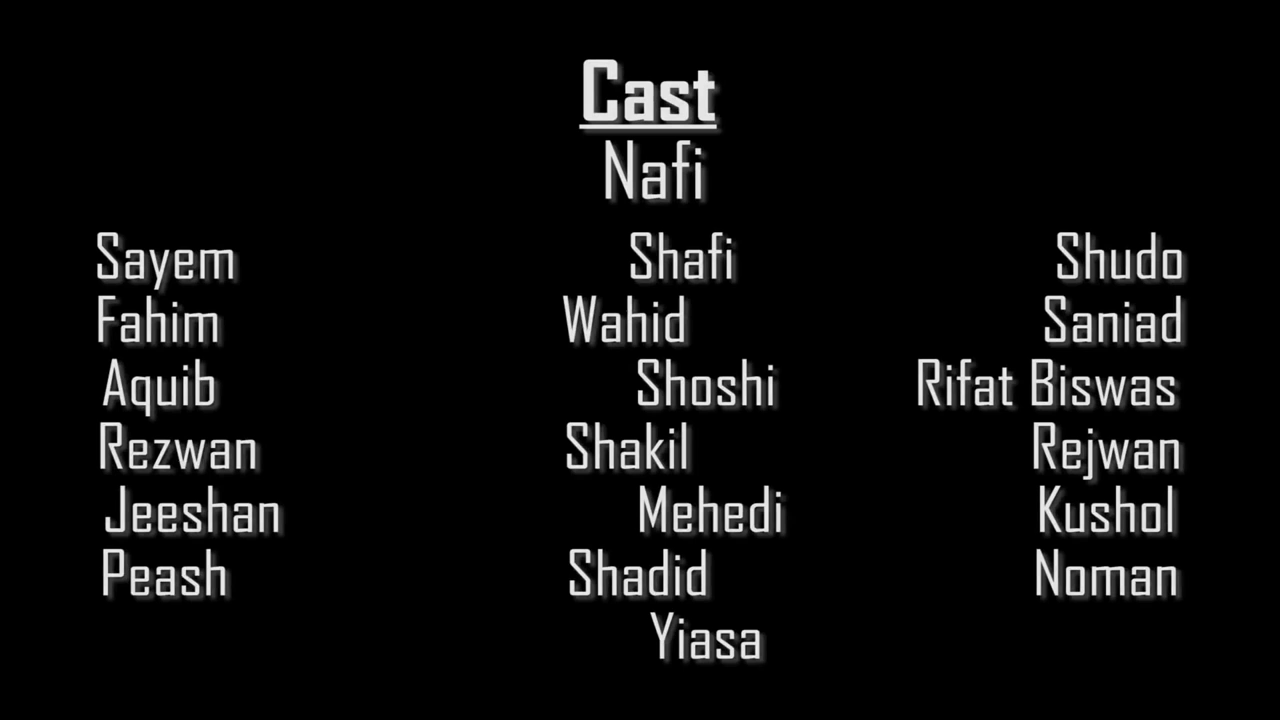 Cast
Nafi
Sayem Shafi Shudo
Fahim Wahid Saniad
Aquib Shoshi Rifat Biswas
Rezwan Shakil Rejwan
Jeeshan Mehedi Kushol
Peash Shadid Noman
Yiasa